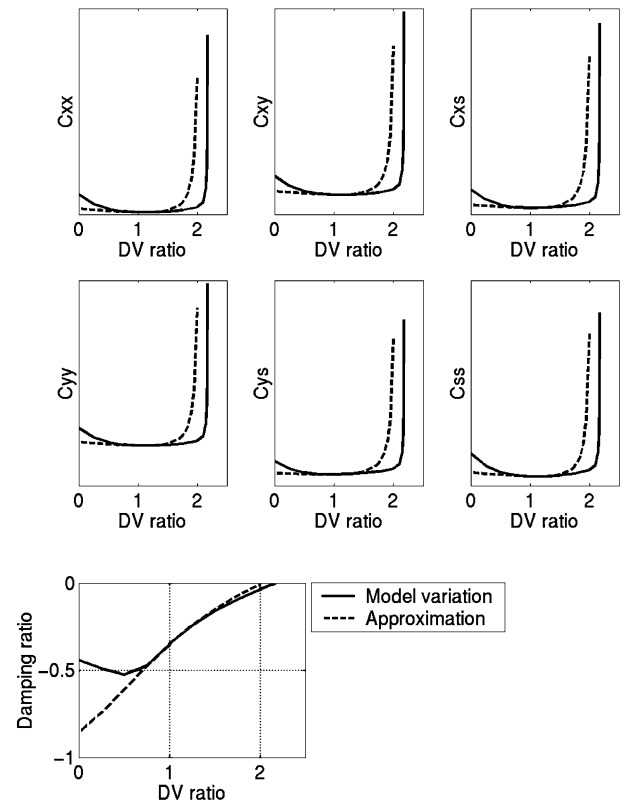 Cxx
0 1 2
DV ratio
Cxy
0 1 2
DV ratio
Cxs
0 1 2
DV ratio
Cyy
0 1 2
DV ratio
Cys
0 1 2
DV ratio
Css
0 1 2
DV ratio
Damping ratio
0
−0.5
−1
0 1 2
DV ratio
Model variation
Approximation